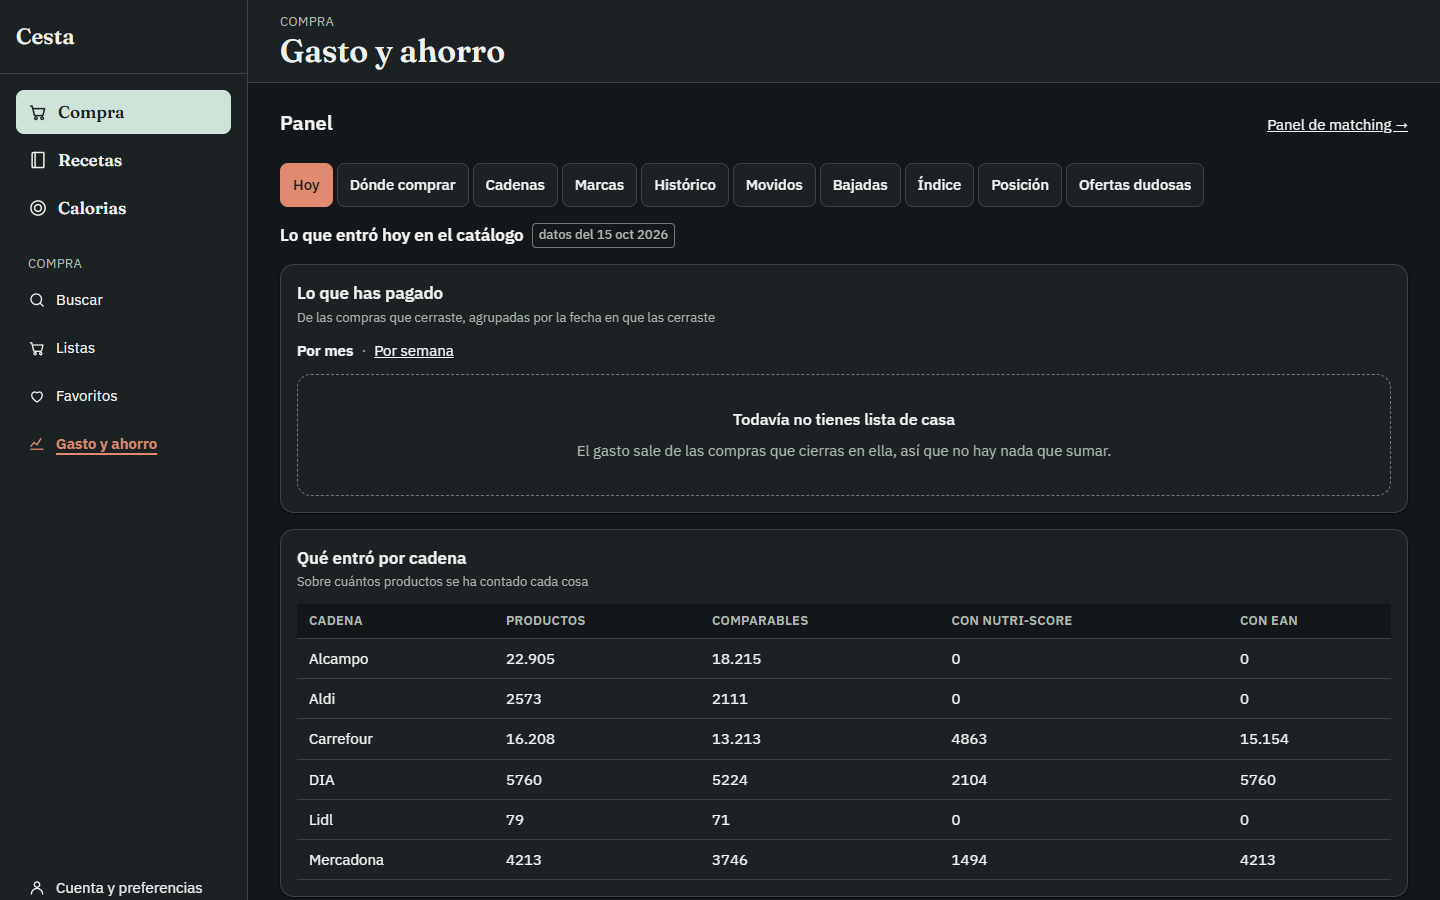 Cesta
Compra
Recetas
Calorias
COMPRA
Buscar
Listas
Favoritos
Gasto y ahorro
Cuenta y preferencias
COMPRA
Gasto y ahorro
Panel
Panel de matching →
Hoy
Dónde comprar
Cadenas
Marcas
Histórico
Movidos
Bajadas
Índice
Posición
Ofertas dudosas
Lo que entró hoy en el catálogo datos del 15 oct 2026
Lo que has pagado
De las compras que cerraste, agrupadas por la fecha en que las cerraste
Por mes · Por semana
Todavía no tienes lista de casa
El gasto sale de las compras que cierras en ella, así que no hay nada que sumar.
Qué entró por cadena
Sobre cuántos productos se ha contado cada cosa
CADENA PRODUCTOS COMPARABLES CON NUTRI-SCORE CON EAN
Alcampo 22.905 18.215 0 0
Aldi 2573 2111 0 0
Carrefour 16.208 13.213 4863 15.154
DIA 5760 5224 2104 5760
Lidl 79 71 0 0
Mercadona 4213 3746 1494 4213